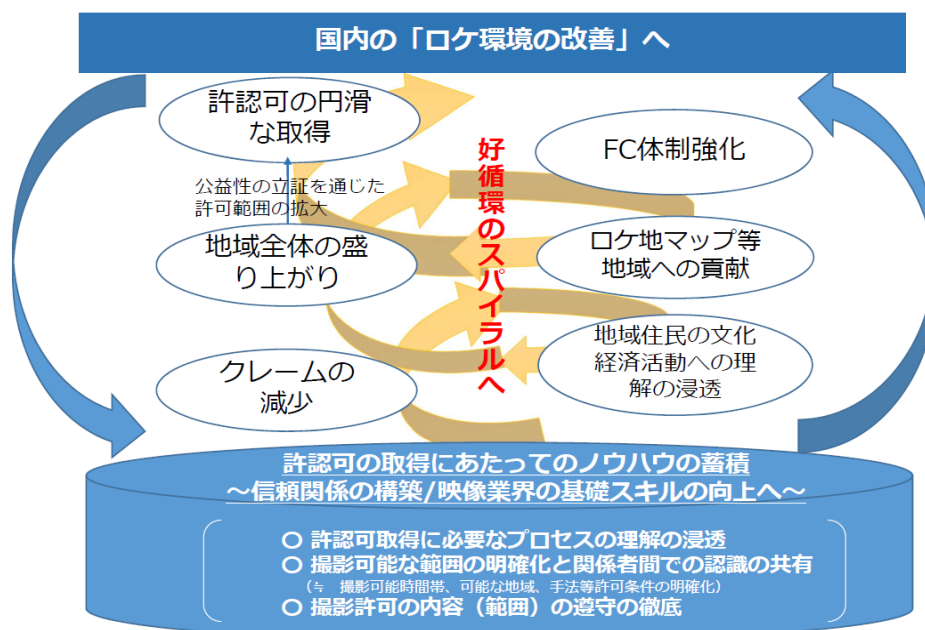 国内の「ロケ環境の改善」へ
許認可の円滑
な取得
FC体制強化
公益性の立証を通じた
許可範囲の拡大
好循環のスパイラルへ
地域全体の盛
り上がり
ロケ地マップ等
地域への貢献
クレームの
減少
地域住民の文化
経済活動への理
解の浸透
許認可の取得にあたってのノウハウの蓄積
～信頼関係の構築/映像業界の基礎スキルの向上へ～
〇 許認可取得に必要なプロセスの理解の浸透
〇 撮影可能な範囲の明確化と関係者間での認識の共有
（≒ 撮影可能時間帯、可能な地域、手法等許可条件の明確化）
〇 撮影許可の内容（範囲）の遵守の徹底